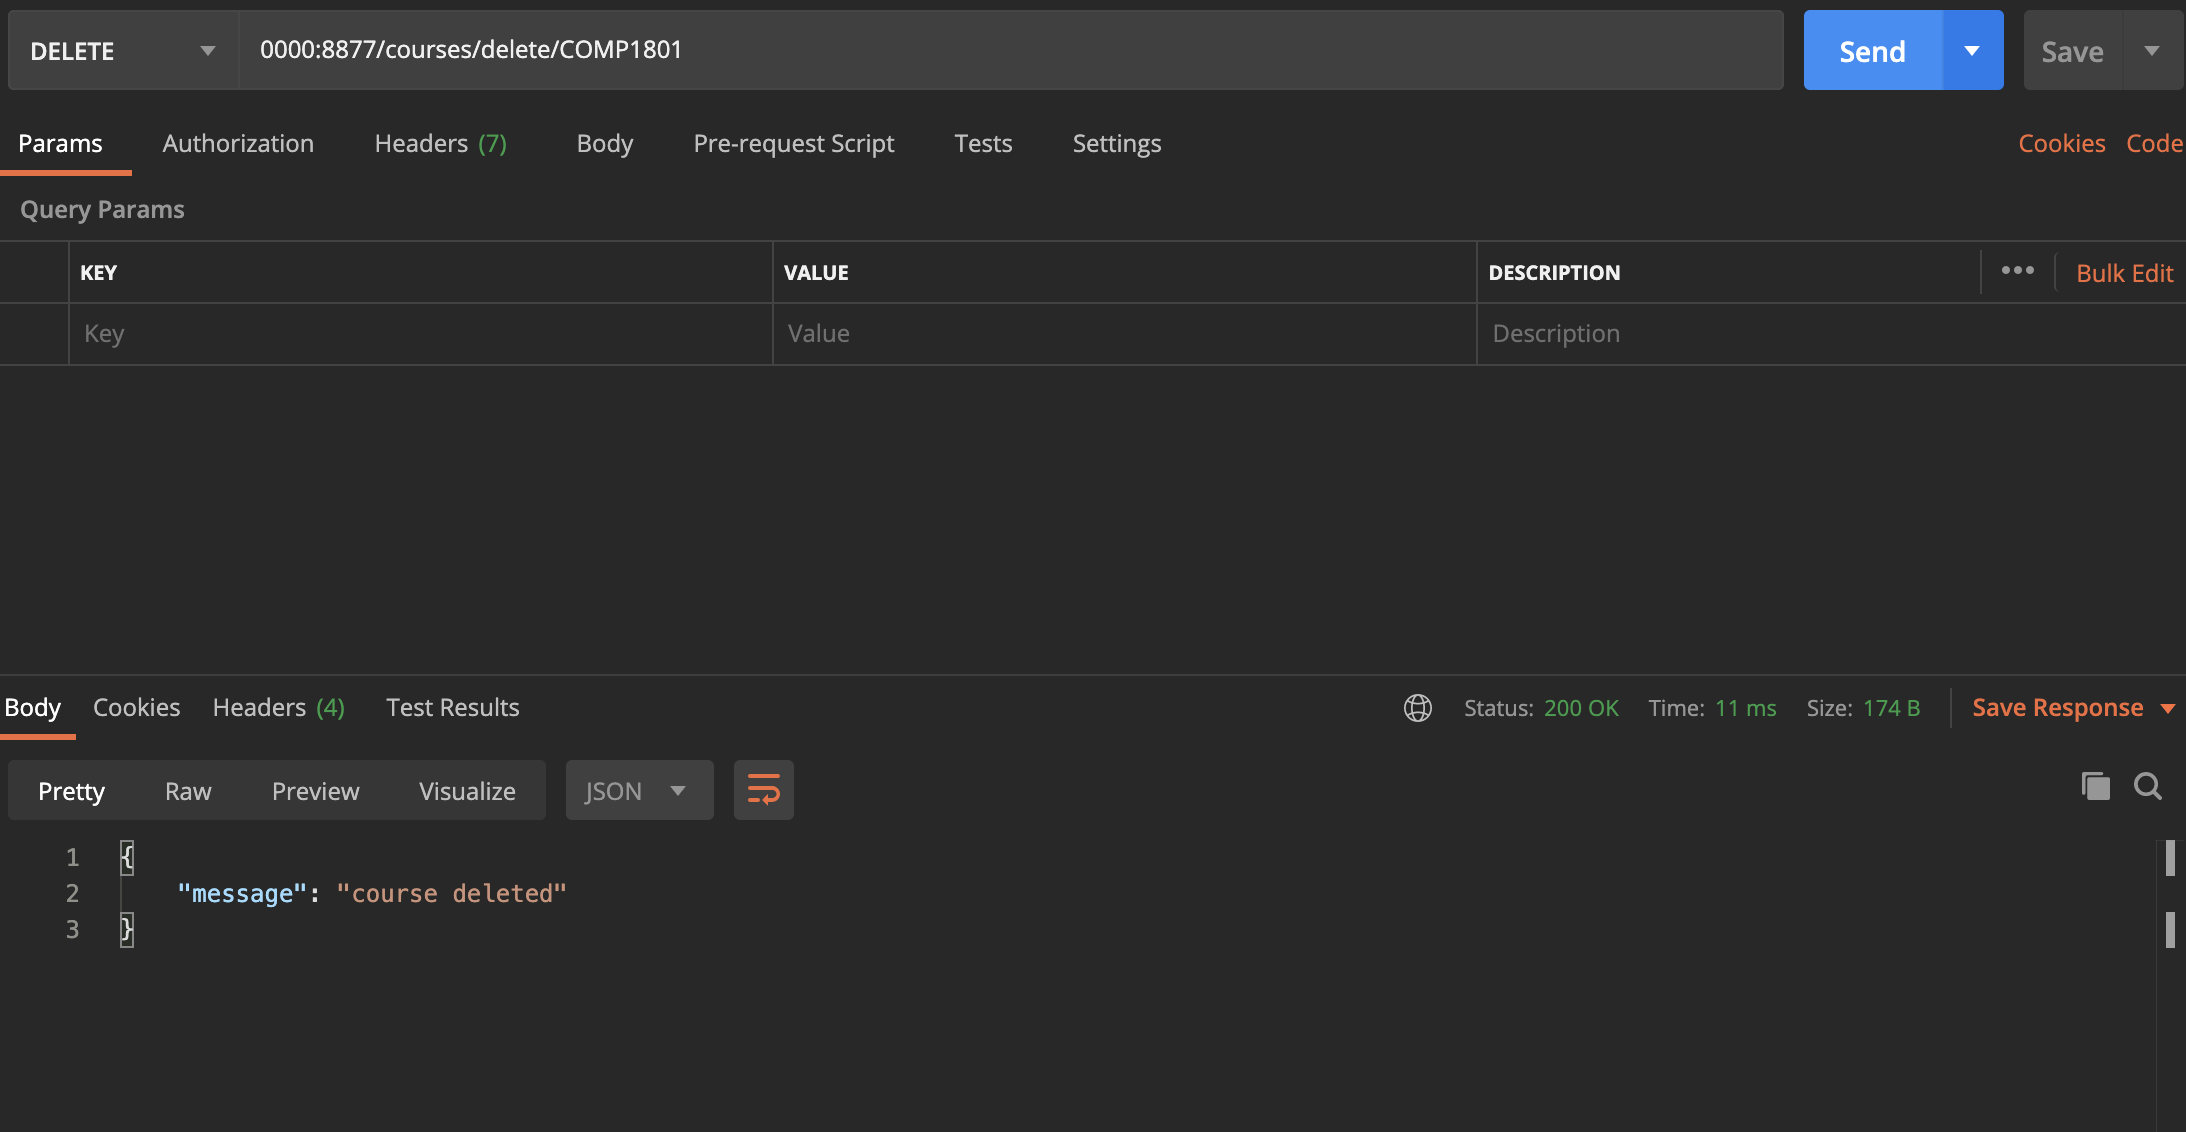 DELETE 0000:8877/courses/delete/COMP1801 Send Save
Params Authorization Headers (7) Body Pre-request Script Tests Settings Cookies Code
Query Params
KEY VALUE DESCRIPTION ••• Bulk Edit
Key Value Description
Body Cookies Headers (4) Test Results Status: 200 OK Time: 11 ms Size: 174 B Save Response
Pretty Raw Preview Visualize JSON
1 {
2 "message": "course deleted"
3 }